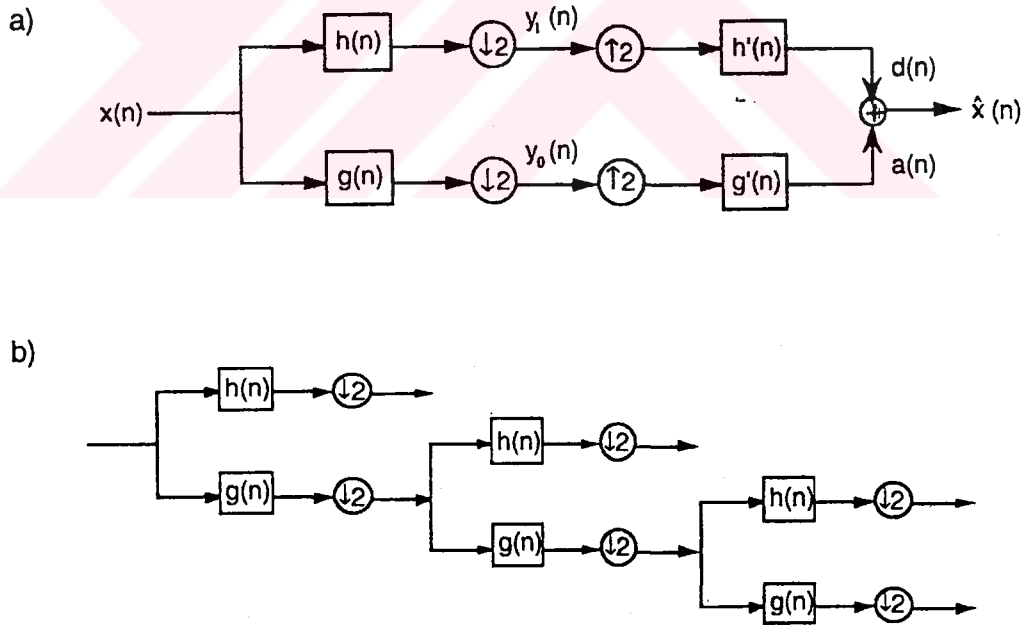 a)
h(n) ↓2 y₁(n) ↑2 h'(n)
d(n)
x(n) + x̂(n)
a(n)
g(n) ↓2 y₀(n) ↑2 g'(n)
b)
h(n) ↓2
h(n) ↓2
g(n) ↓2
h(n) ↓2
g(n) ↓2
g(n) ↓2